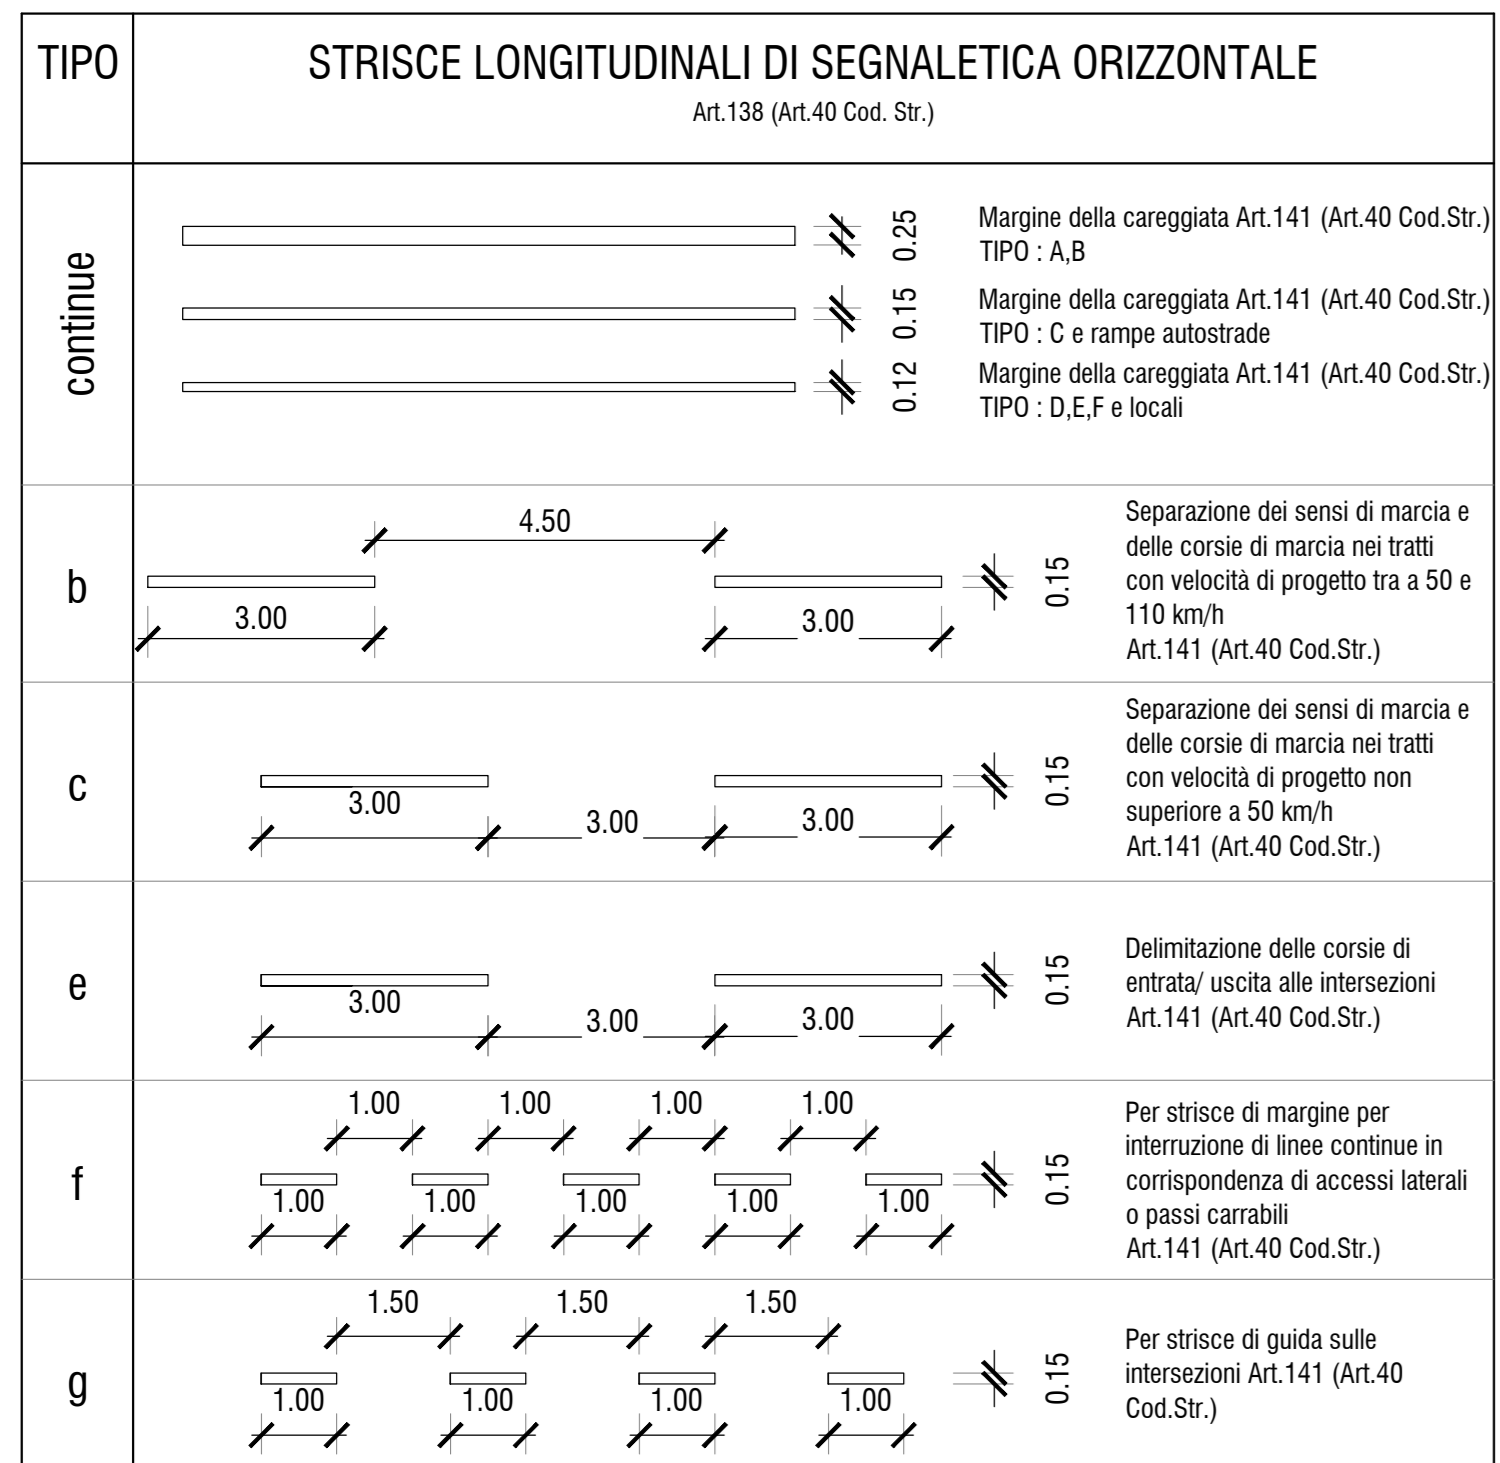 TIPO
STRISCE LONGITUDINALI DI SEGNALETICA ORIZZONTALE
Art.138 (Art.40 Cod. Str.)
continue
0.25
Margine della careggiata Art.141 (Art.40 Cod.Str.)
TIPO : A,B
0.15
Margine della careggiata Art.141 (Art.40 Cod.Str.)
TIPO : C e rampe autostrade
0.12
Margine della careggiata Art.141 (Art.40 Cod.Str.)
TIPO : D,E,F e locali
b
4.50
3.00
3.00
0.15
Separazione dei sensi di marcia e
delle corsie di marcia nei tratti
con velocità di progetto tra a 50 e
110 km/h
Art.141 (Art.40 Cod.Str.)
c
3.00
3.00
3.00
0.15
Separazione dei sensi di marcia e
delle corsie di marcia nei tratti
con velocità di progetto non
superiore a 50 km/h
Art.141 (Art.40 Cod.Str.)
e
3.00
3.00
3.00
0.15
Delimitazione delle corsie di
entrata/ uscita alle intersezioni
Art.141 (Art.40 Cod.Str.)
f
1.00 1.00 1.00 1.00
1.00 1.00 1.00 1.00 1.00
0.15
Per strisce di margine per
interruzione di linee continue in
corrispondenza di accessi laterali
o passi carrabili
Art.141 (Art.40 Cod.Str.)
g
1.50 1.50 1.50
1.00 1.00 1.00 1.00
0.15
Per strisce di guida sulle
intersezioni Art.141 (Art.40
Cod.Str.)